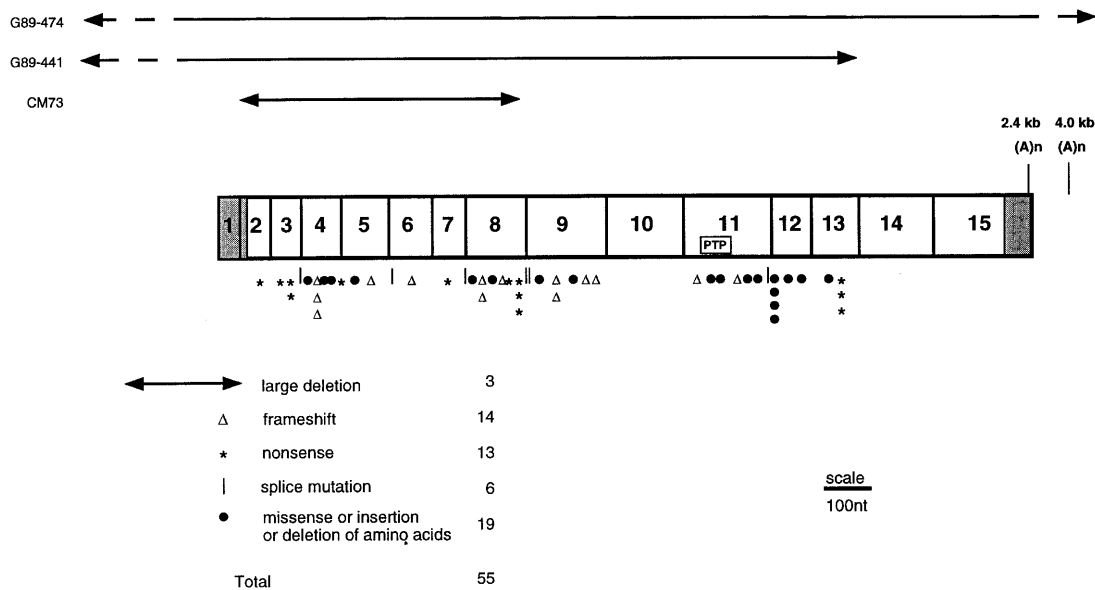 G89-474
G89-441
CM73
2.4 kb 4.0 kb
(A)n (A)n
1 2 3 4 5 6 7 8 9 10 11 12 13 14 15
PTP
* * * * * * * *
* * *
* *
large deletion 3
Δ frameshift 14
* nonsense 13
| splice mutation 6
● missense or insertion
or deletion of amino acids 19
Total 55
scale
100nt